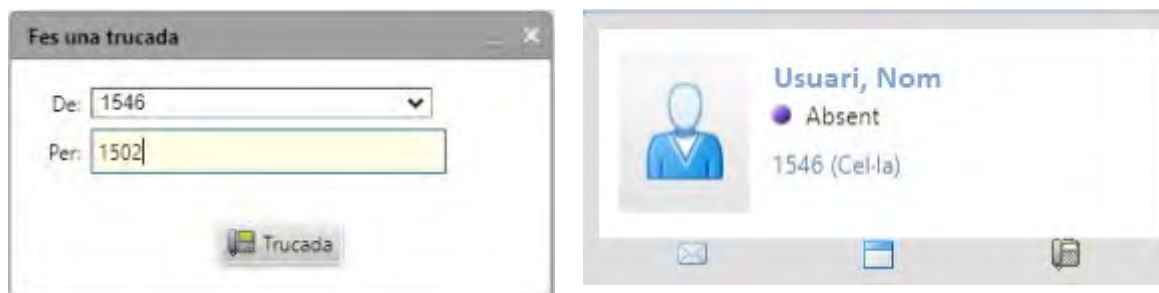 Fes una trucada
De: 1546
Per: 1502
Trucada
Usuari, Nom
Absent
1546 (Cel·la)